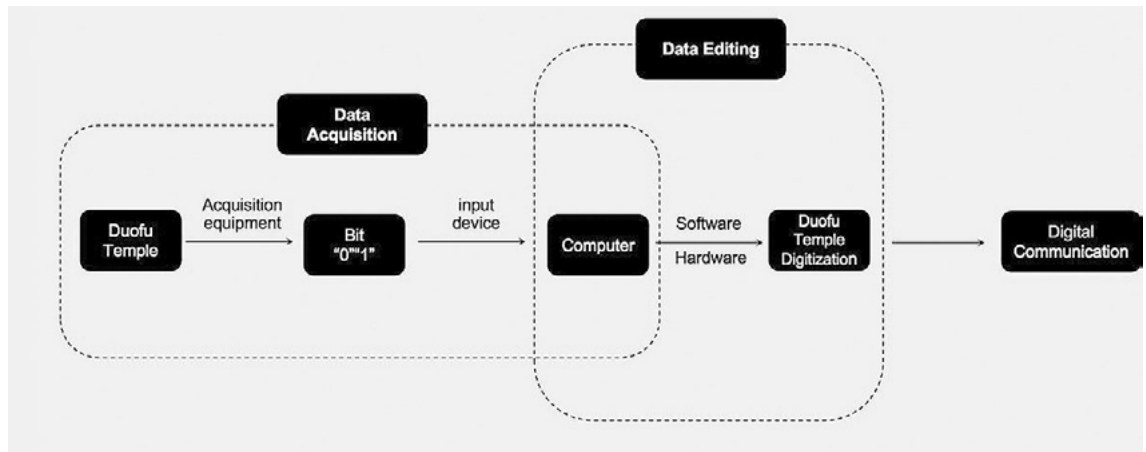 Data Editing
Data
Acquisition
Duofu
Temple
Acquisition
equipment
Bit
“0”“1”
input
device
Computer
Software
Hardware
Duofu
Temple
Digitization
Digital
Communication